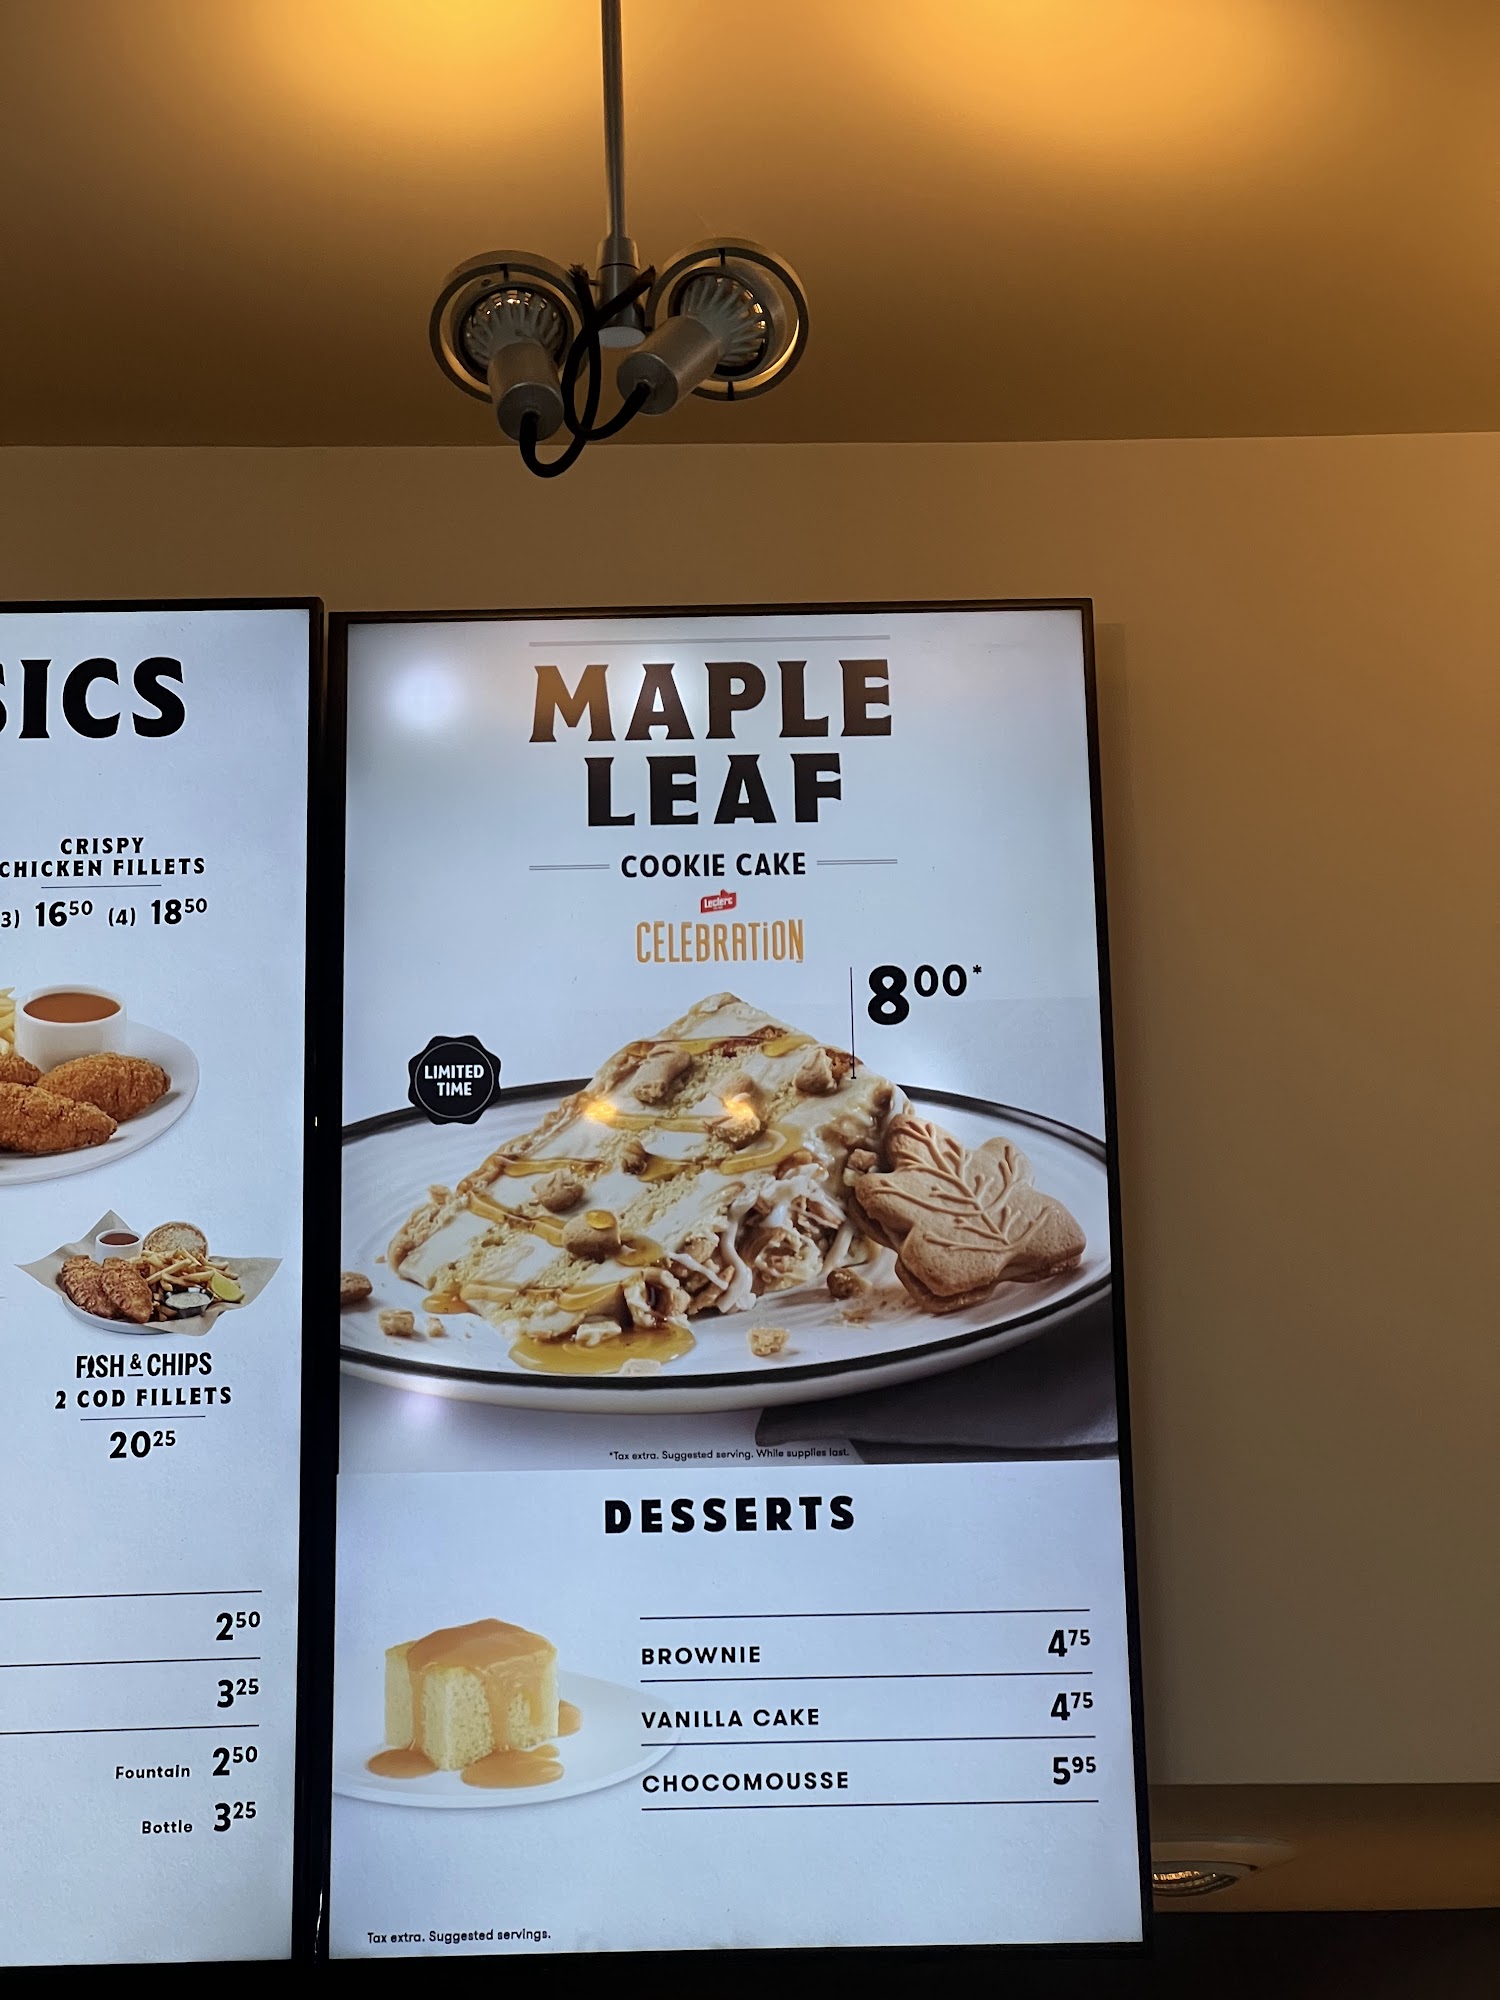 SICS
CRISPY
CHICKEN FILLETS
3) 16⁵⁰ (4) 18⁵⁰
FISH & CHIPS
2 COD FILLETS
20²⁵
2⁵⁰
3²⁵
Fountain 2⁵⁰
Bottle 3²⁵
MAPLE
LEAF
COOKIE CAKE
Leclerc
CELEBRATiON
8⁰⁰*
LIMITED
TIME
*Tax extra. Suggested serving. While supplies last.
DESSERTS
BROWNIE 4⁷⁵
VANILLA CAKE 4⁷⁵
CHOCOMOUSSE 5⁹⁵
Tax extra. Suggested servings.